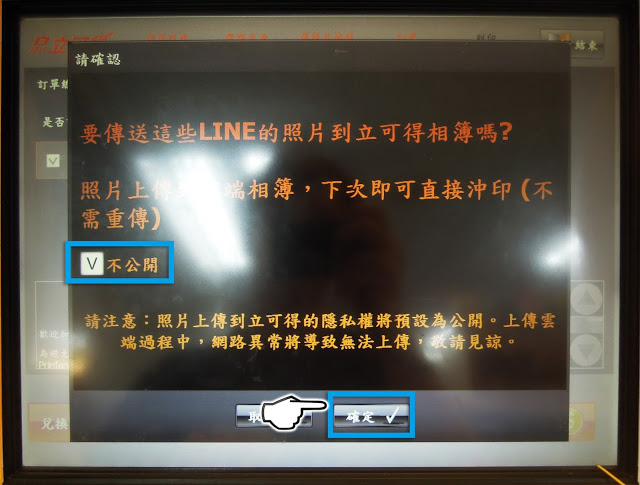 結束
請確認
訂單
是否
要傳送這些LINE的照片到立可得相簿嗎?
照片上傳 端相簿，下次即可直接沖印 (不
需重傳)
V 不公開
請注意：照片上傳到立可得的隱私權將預設為公開。上傳雲
端過程中，網路異常將導致無法上傳，敬請見諒。
歡迎
取
確定 ✓
兌換